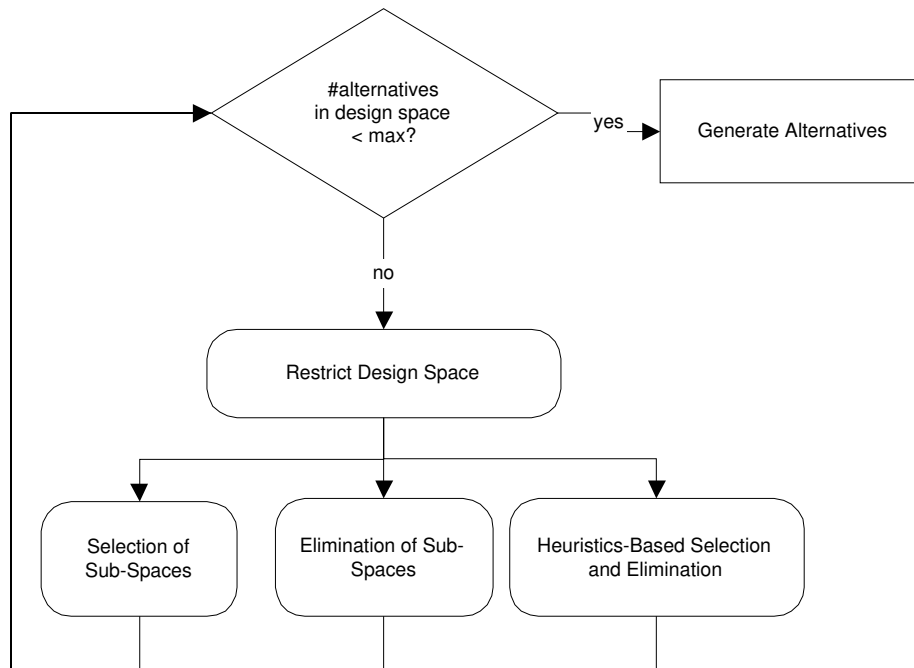 #alternatives
in design space
< max?
yes
Generate Alternatives
no
Restrict Design Space
Selection of
Sub-Spaces
Elimination of Sub-
Spaces
Heuristics-Based Selection
and Elimination